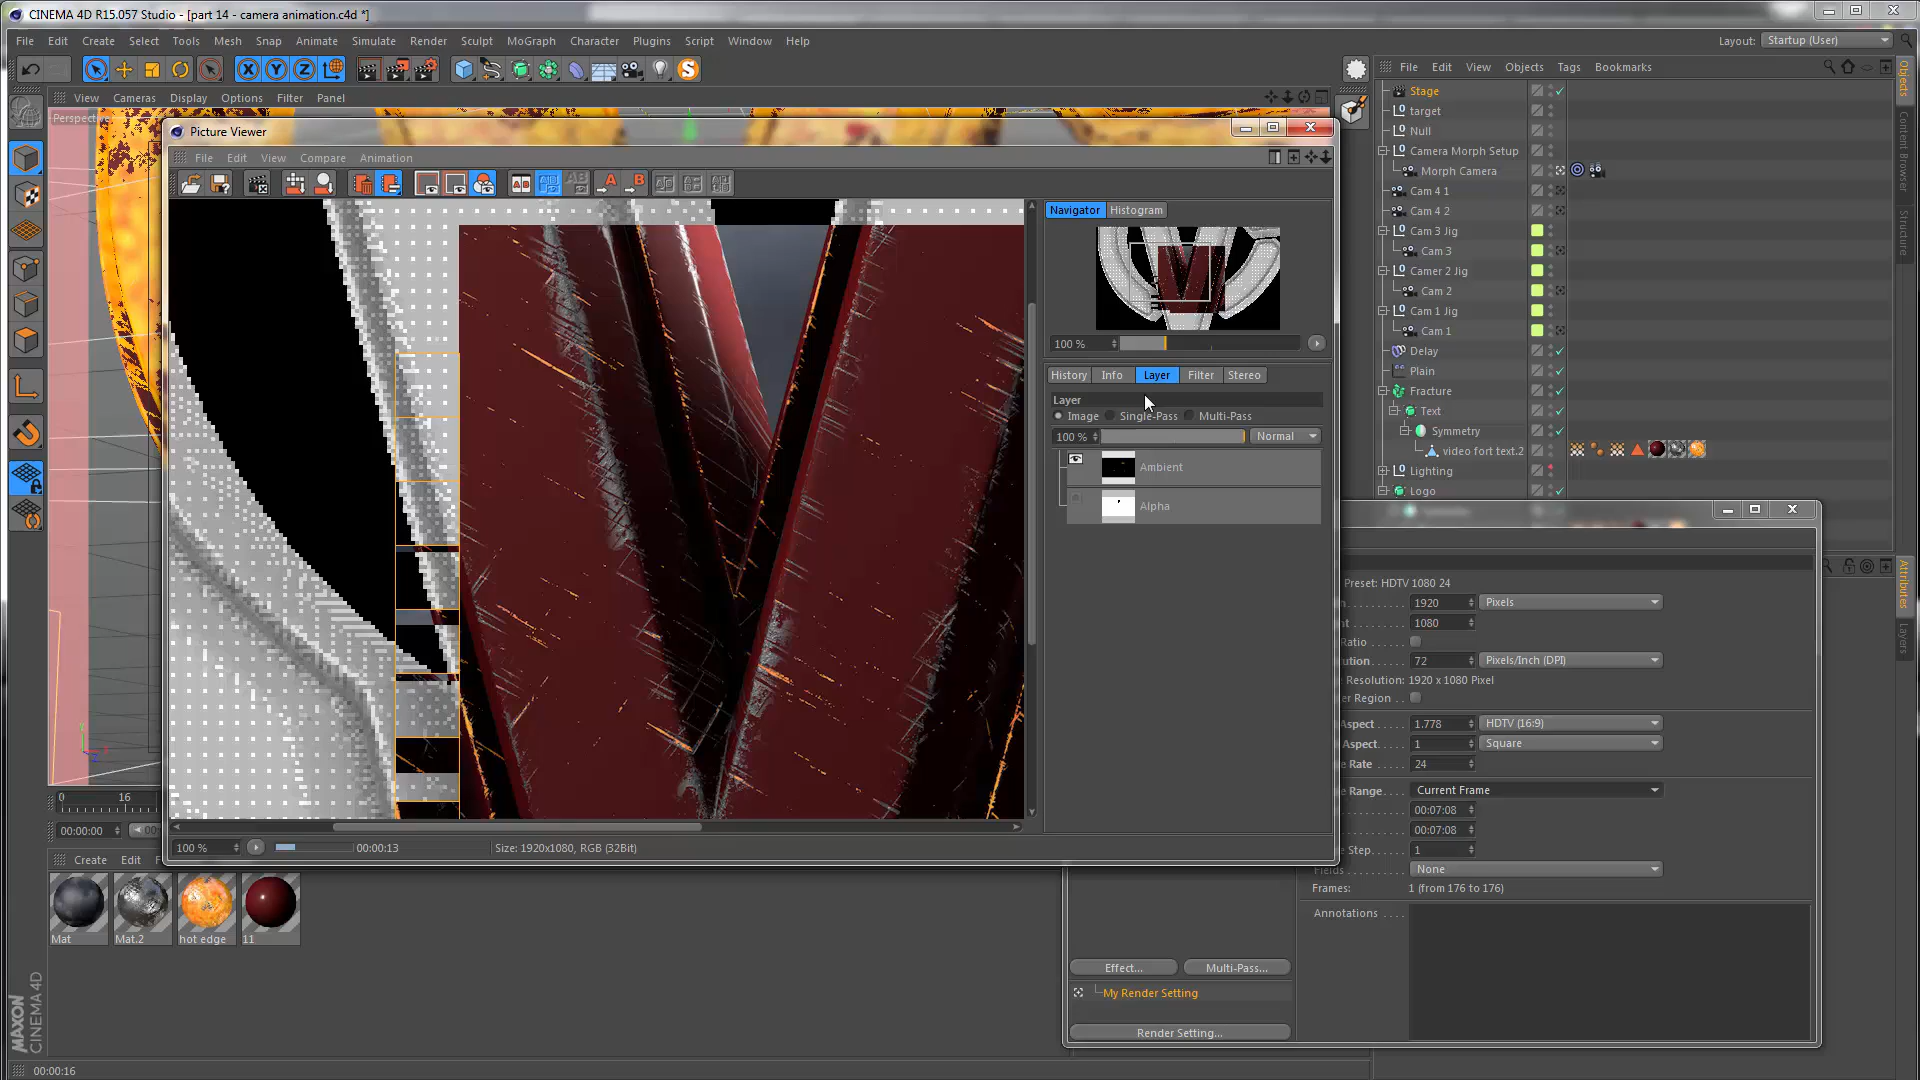 CINEMA 4D R15.057 Studio - [part 14 - camera animation.c4d *]
File Edit Create Select Tools Mesh Snap Animate Simulate Render Sculpt MoGraph Character Plugins Script Window Help
Layout: Startup (User)
View Cameras Display Options Filter Panel
Perspective
File Edit View Objects Tags Bookmarks
Stage
target
Null
Camera Morph Setup
Morph Camera
Cam 4 1
Cam 4 2
Cam 3 Jig
Cam 3
Camer 2 Jig
Cam 2
Cam 1 Jig
Cam 1
Delay
Plain
Fracture
Text
Symmetry
video fort text.2
Lighting
Logo
Objects
Content Browser
Structure
Attributes
Layers
Picture Viewer
File Edit View Compare Animation
Navigator Histogram
100 %
History Info Layer Filter Stereo
Layer
Image Single-Pass Multi-Pass
100 % Normal
Ambient
Alpha
100 % 00:00:13 Size: 1920x1080, RGB (32Bit)
Preset: HDTV 1080 24
1920 Pixels
1080
Ratio
72 Pixels/Inch (DPI)
Resolution: 1920 x 1080 Pixel
Region
Aspect 1.778 HDTV (16:9)
Aspect 1 Square
Rate 24
Range Current Frame
00:07:08
00:07:08
Step 1
Fields None
Frames: 1 (from 176 to 176)
Annotations
Effect... Multi-Pass...
My Render Setting
Render Setting...
0 16
00:00:00
Create Edit
Mat Mat.2 hot edge 11
MAXON
CINEMA 4D
00:00:16